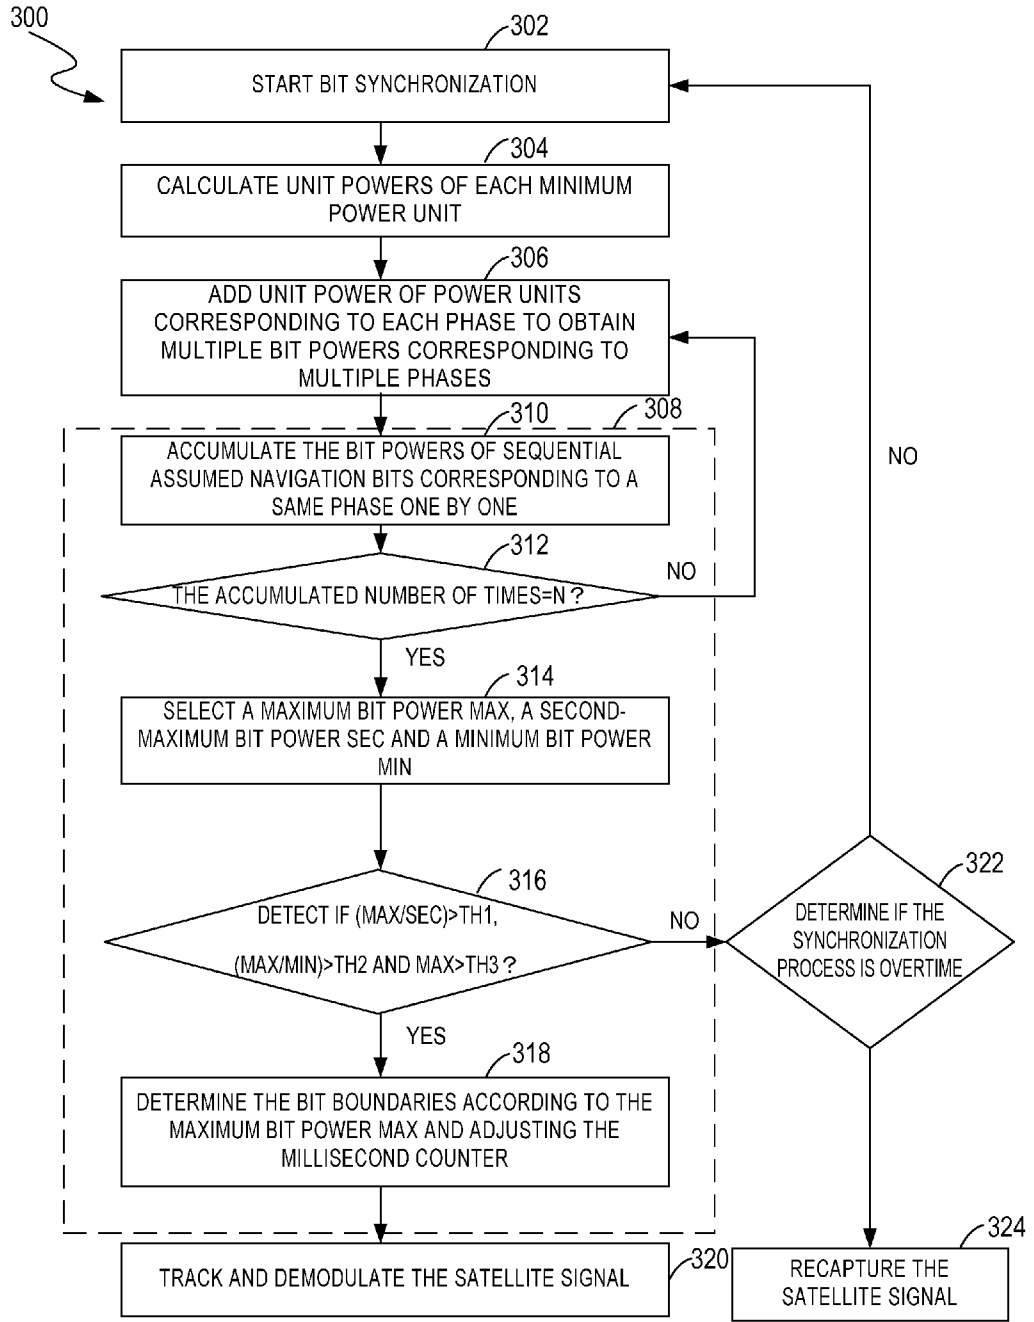 300
302
START BIT SYNCHRONIZATION
304
CALCULATE UNIT POWERS OF EACH MINIMUM
POWER UNIT
306
ADD UNIT POWER OF POWER UNITS
CORRESPONDING TO EACH PHASE TO OBTAIN
MULTIPLE BIT POWERS CORRESPONDING TO
MULTIPLE PHASES
308
310
ACCUMULATE THE BIT POWERS OF SEQUENTIAL
ASSUMED NAVIGATION BITS CORRESPONDING TO A
SAME PHASE ONE BY ONE
312
THE ACCUMULATED NUMBER OF TIMES=N?
NO
YES
314
SELECT A MAXIMUM BIT POWER MAX, A SECOND-
MAXIMUM BIT POWER SEC AND A MINIMUM BIT POWER
MIN
316
DETECT IF (MAX/SEC)>TH1,
(MAX/MIN)>TH2 AND MAX>TH3?
NO
YES
318
DETERMINE THE BIT BOUNDARIES ACCORDING TO THE
MAXIMUM BIT POWER MAX AND ADJUSTING THE
MILLISECOND COUNTER
320
TRACK AND DEMODULATE THE SATELLITE SIGNAL
NO
322
DETERMINE IF THE
SYNCHRONIZATION
PROCESS IS OVERTIME
324
RECAPTURE THE
SATELLITE SIGNAL